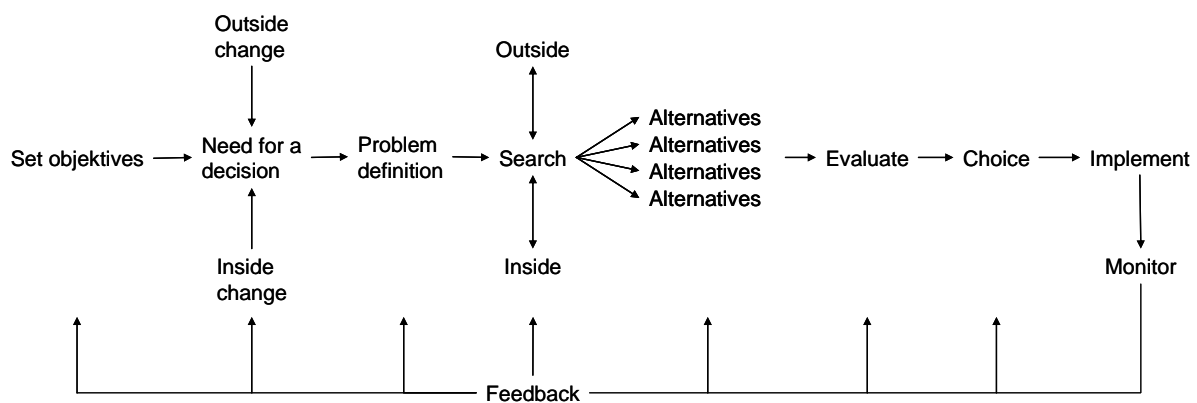 Outside
change
Outside
Set objektives
Need for a
decision
Problem
definition
Search
Alternatives
Alternatives
Alternatives
Alternatives
Evaluate
Choice
Implement
Inside
change
Inside
Monitor
Feedback